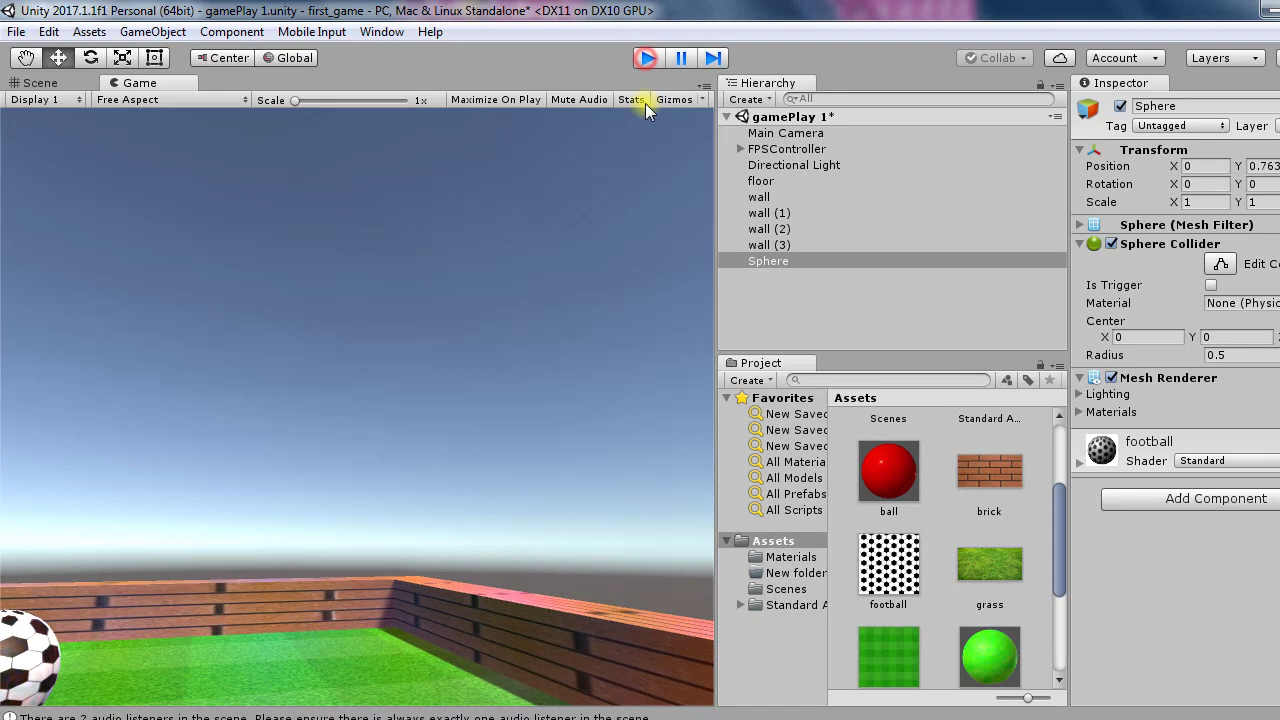 Unity 2017.1.1f1 Personal (64bit) - gamePlay 1.unity - first_game - PC, Mac & Linux Standalone* <DX11 on DX10 GPU>
File Edit Assets GameObject Component Mobile Input Window Help
Center Global Collab Account Layers
Scene Game Hierarchy Inspector
Display 1 Free Aspect Scale 1x Maximize On Play Mute Audio Stats Gizmos Create All Sphere
gamePlay 1*
Tag Untagged Layer
Main Camera
FPSController Transform
Directional Light Position X 0 Y 0.763
floor Rotation X 0 Y 0
wall Scale X 1 Y 1
wall (1)
wall (2) Sphere (Mesh Filter)
wall (3) Sphere Collider
Sphere Edit Co
Is Trigger
Material None (Physic
Center
X 0 Y 0
Radius 0.5
Project
Create Mesh Renderer
Favorites Assets Lighting
New Saved Scenes Standard A... Materials
New Saved
New Saved football
All Materia Shader Standard
All Models
All Prefabs Add Component
All Scripts ball brick
Assets
Materials
New folder
Scenes
Standard A football grass
There are 2 audio listeners in the scene. Please ensure there is always exactly one audio listener in the scene.